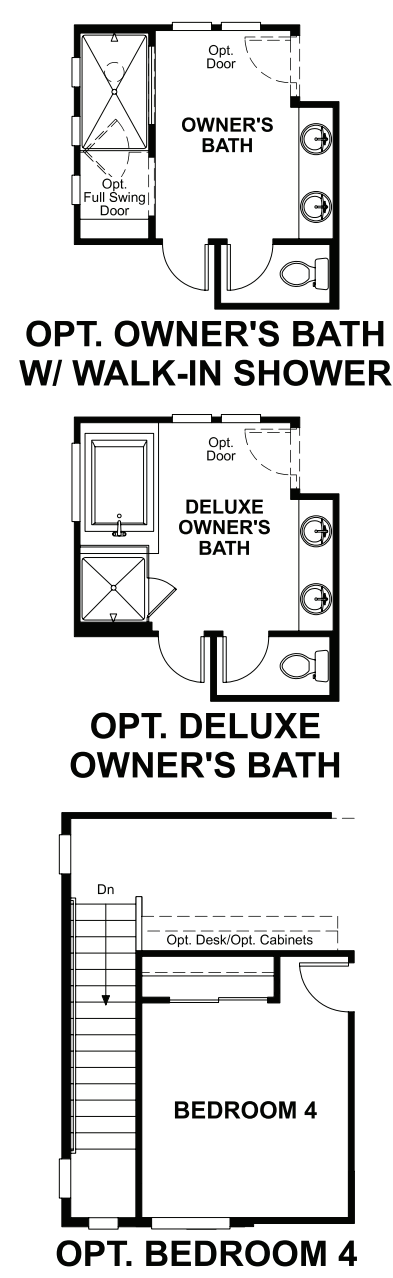 Opt.
Door
OWNER'S
BATH
Opt.
Full Swing
Door
OPT. OWNER'S BATH
W/ WALK-IN SHOWER
Opt.
Door
DELUXE
OWNER'S
BATH
OPT. DELUXE
OWNER'S BATH
Dn
Opt. Desk/Opt. Cabinets
BEDROOM 4
OPT. BEDROOM 4